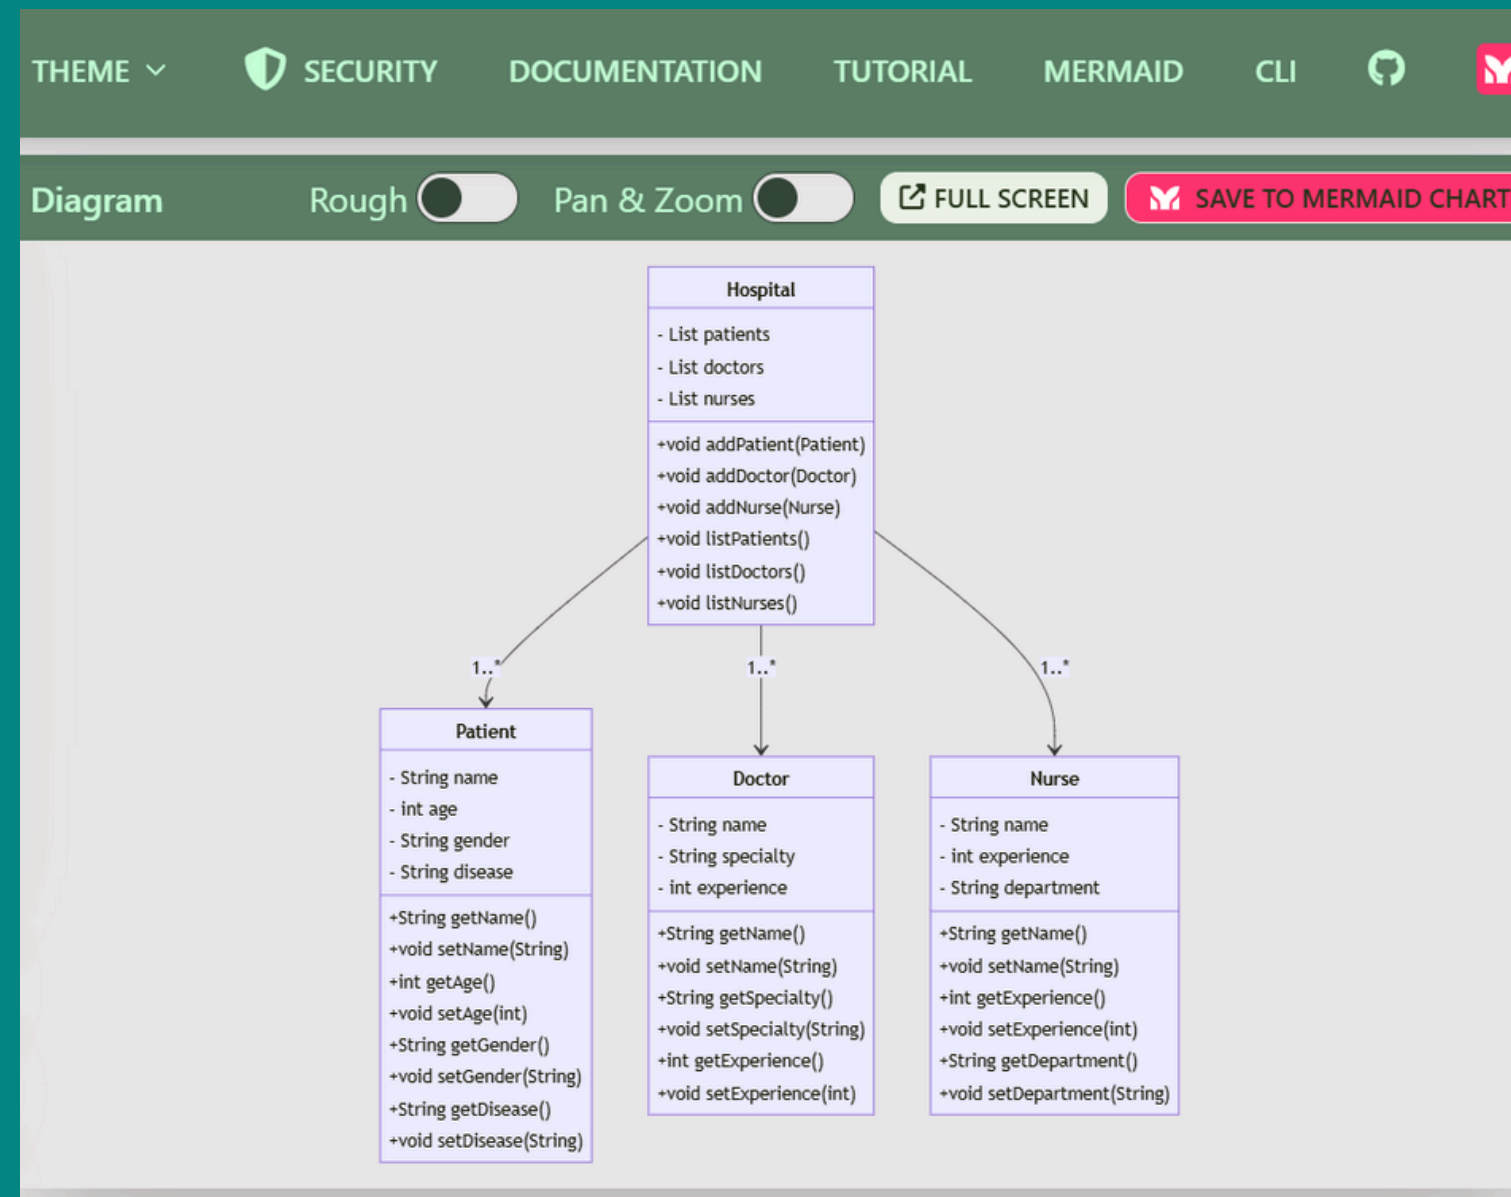 THEME SECURITY DOCUMENTATION TUTORIAL MERMAID CLI
Diagram Rough Pan & Zoom FULL SCREEN SAVE TO MERMAID CHART
Hospital
- List patients
- List doctors
- List nurses
+void addPatient(Patient)
+void addDoctor(Doctor)
+void addNurse(Nurse)
+void listPatients()
+void listDoctors()
+void listNurses()
1..* 1..* 1..*
Patient
- String name
- int age
- String gender
- String disease
+String getName()
+void setName(String)
+int getAge()
+void setAge(int)
+String getGender()
+void setGender(String)
+String getDisease()
+void setDisease(String)
Doctor
- String name
- String specialty
- int experience
+String getName()
+void setName(String)
+String getSpecialty()
+void setSpecialty(String)
+int getExperience()
+void setExperience(int)
Nurse
- String name
- int experience
- String department
+String getName()
+void setName(String)
+int getExperience()
+void setExperience(int)
+String getDepartment()
+void setDepartment(String)